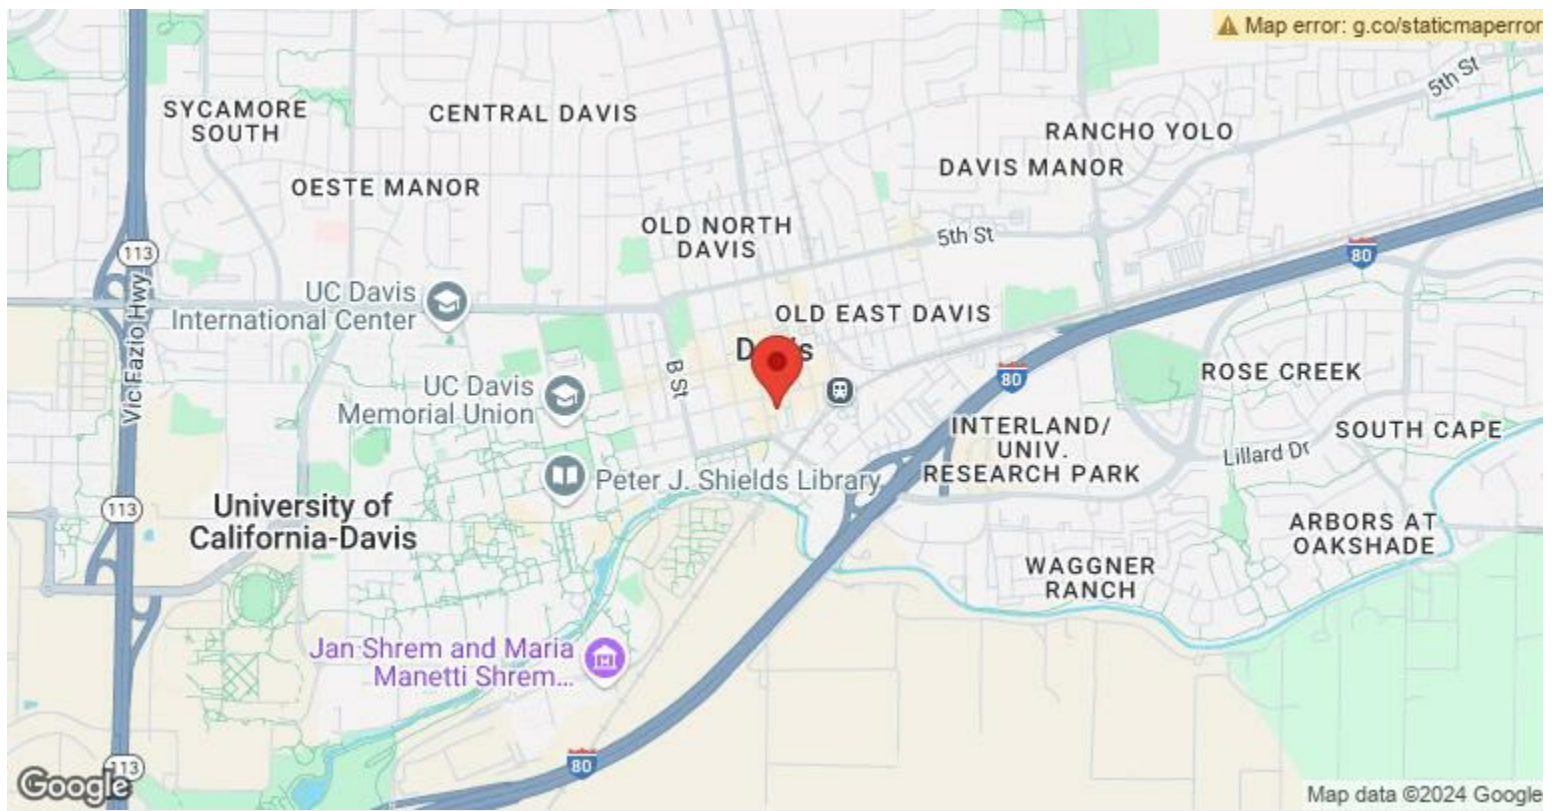 Map error: g.co/staticmaperror
5th St
SYCAMORE
SOUTH
CENTRAL DAVIS
RANCHO YOLO
DAVIS MANOR
OESTE MANOR
OLD NORTH
DAVIS
5th St
113
80
Vic Fazio Hwy
UC Davis
International Center
OLD EAST DAVIS
B St
80
ROSE CREEK
UC Davis
Memorial Union
INTERLAND/
UNIV.
RESEARCH PARK
SOUTH CAPE
Lillard Dr
Peter J. Shields Library
113
University of
California-Davis
ARBORS AT
OAKSHADE
WAGGNER
RANCH
Jan Shrem and Maria
Manetti Shrem...
80
113
Google
Map data ©2024 Google